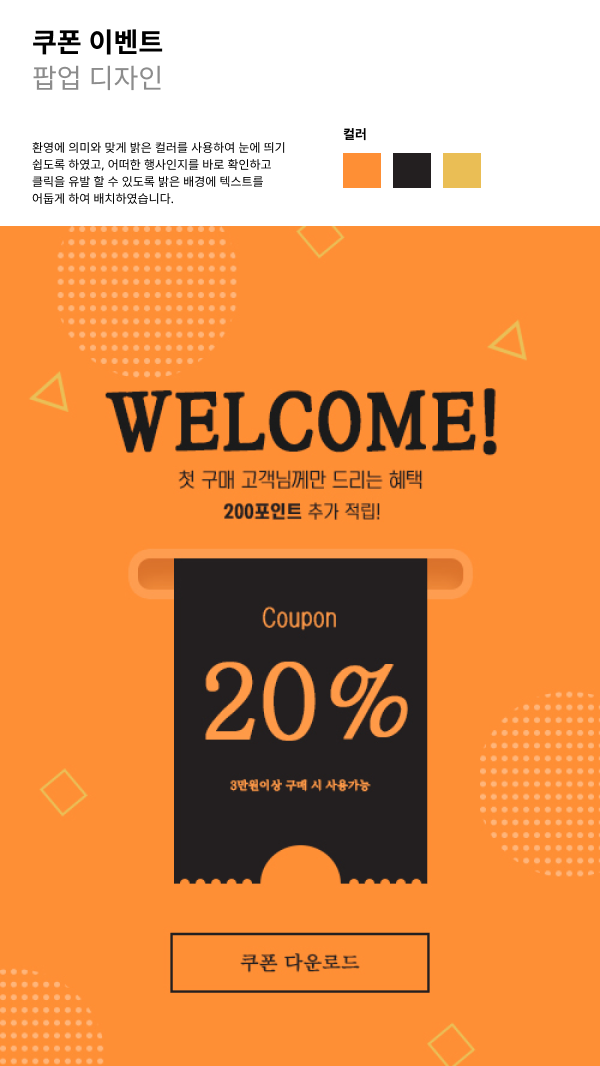 쿠폰 이벤트
팝업 디자인
환영에 의미와 맞게 밝은 컬러를 사용하여 눈에 띄기
쉽도록 하였고, 어떠한 행사인지를 바로 확인하고
클릭을 유발 할 수 있도록 밝은 배경에 텍스트를
어둡게 하여 배치하였습니다.
컬러
WELCOME!
첫 구매 고객님께만 드리는 혜택
200포인트 추가 적립!
Coupon
20%
3만원이상 구매 시 사용가능
쿠폰 다운로드